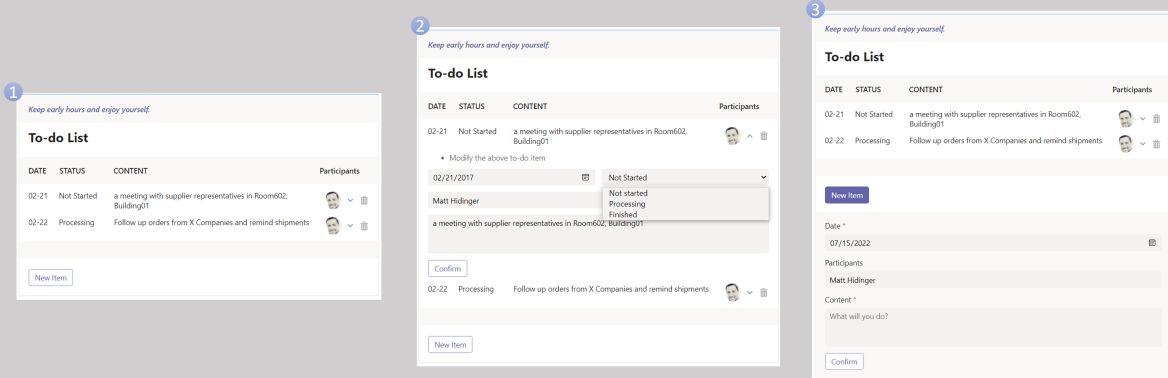 1
Keep early hours and enjoy yourself.
To-do List
DATE STATUS CONTENT Participants
02-21 Not Started a meeting with supplier representatives in Room602,
Building01
02-22 Processing Follow up orders from X Companies and remind shipments
New Item
2
Keep early hours and enjoy yourself.
To-do List
DATE STATUS CONTENT Participants
02-21 Not Started a meeting with supplier representatives in Room602,
Building01
• Modify the above to-do item
02/21/2017 Not Started
Not started
Processing
Finished
Matt Hidinger
a meeting with supplier representatives in Room602, Building01
Confirm
02-22 Processing Follow up orders from X Companies and remind shipments
New Item
3
Keep early hours and enjoy yourself.
To-do List
DATE STATUS CONTENT Participants
02-21 Not Started a meeting with supplier representatives in Room602,
Building01
02-22 Processing Follow up orders from X Companies and remind shipments
New Item
Date *
07/15/2022
Participants
Matt Hidinger
Content *
What will you do?
Confirm